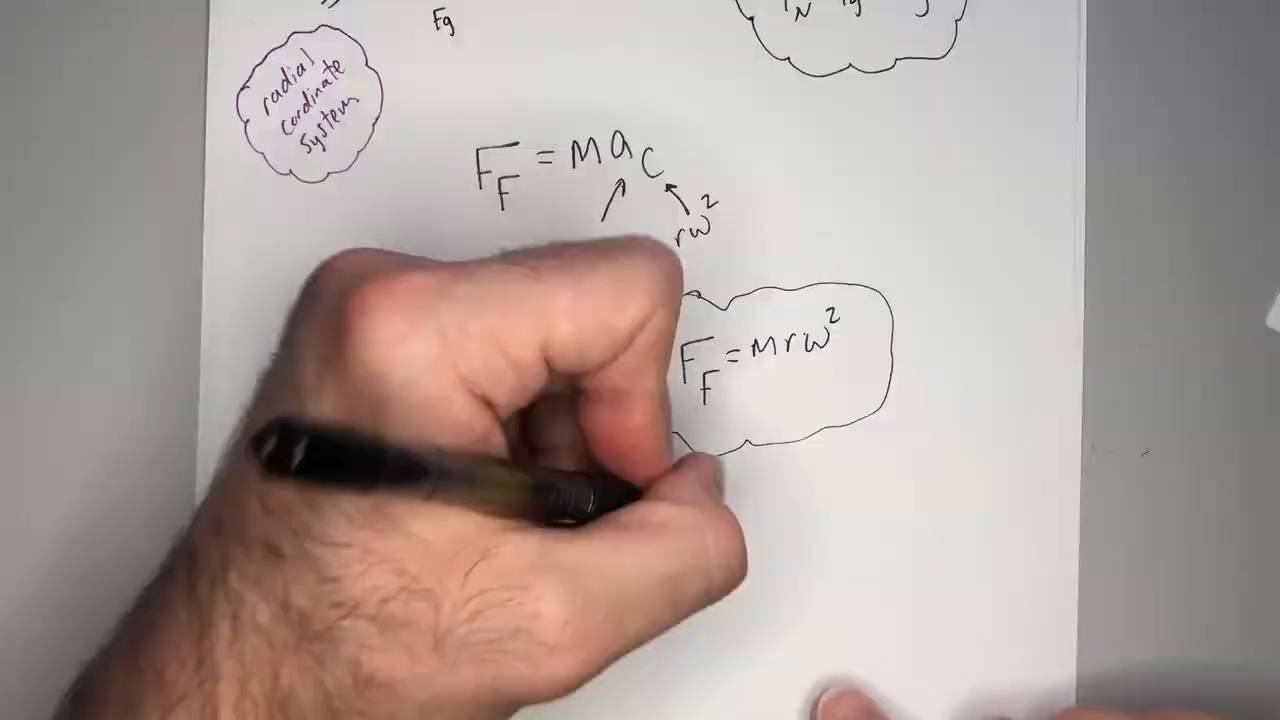 Fg
radial
cordinate
system
F_F = ma_c
rω²
F_F = mrω²